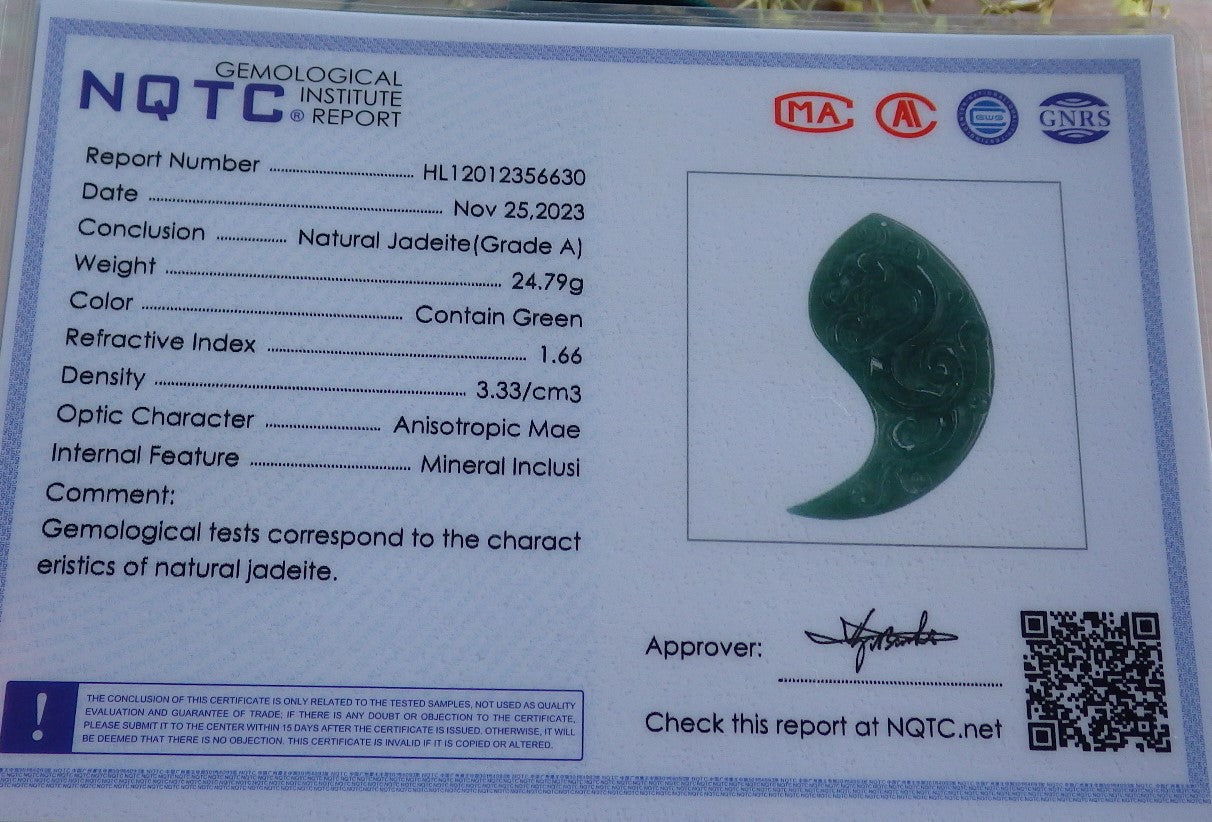 GEMOLOGICAL
NQTC® INSTITUTE
REPORT
MA
GNRS
Report Number ........ HL12012356630
Date ........ Nov 25,2023
Conclusion ........ Natural Jadeite(Grade A)
Weight ........ 24.79g
Color ........ Contain Green
Refractive Index ........ 1.66
Density ........ 3.33/cm3
Optic Character ........ Anisotropic Mae
Internal Feature ........ Mineral Inclusi
Comment:
Gemological tests correspond to the charact
eristics of natural jadeite.
Approver:
Check this report at NQTC.net
!
THE CONCLUSION OF THIS CERTIFICATE IS ONLY RELATED TO THE TESTED SAMPLES, NOT USED AS QUALITY
EVALUATION AND GUARANTEE OF TRADE; IF THERE IS ANY DOUBT OR OBJECTION TO THE CERTIFICATE,
PLEASE SUBMIT IT TO THE CENTER WITHIN 15 DAYS AFTER THE CERTIFICATE IS ISSUED. OTHERWISE, IT WILL
BE DEEMED THAT THERE IS NO OBJECTION. THIS CERTIFICATE IS INVALID IF IT IS COPIED OR ALTERED.